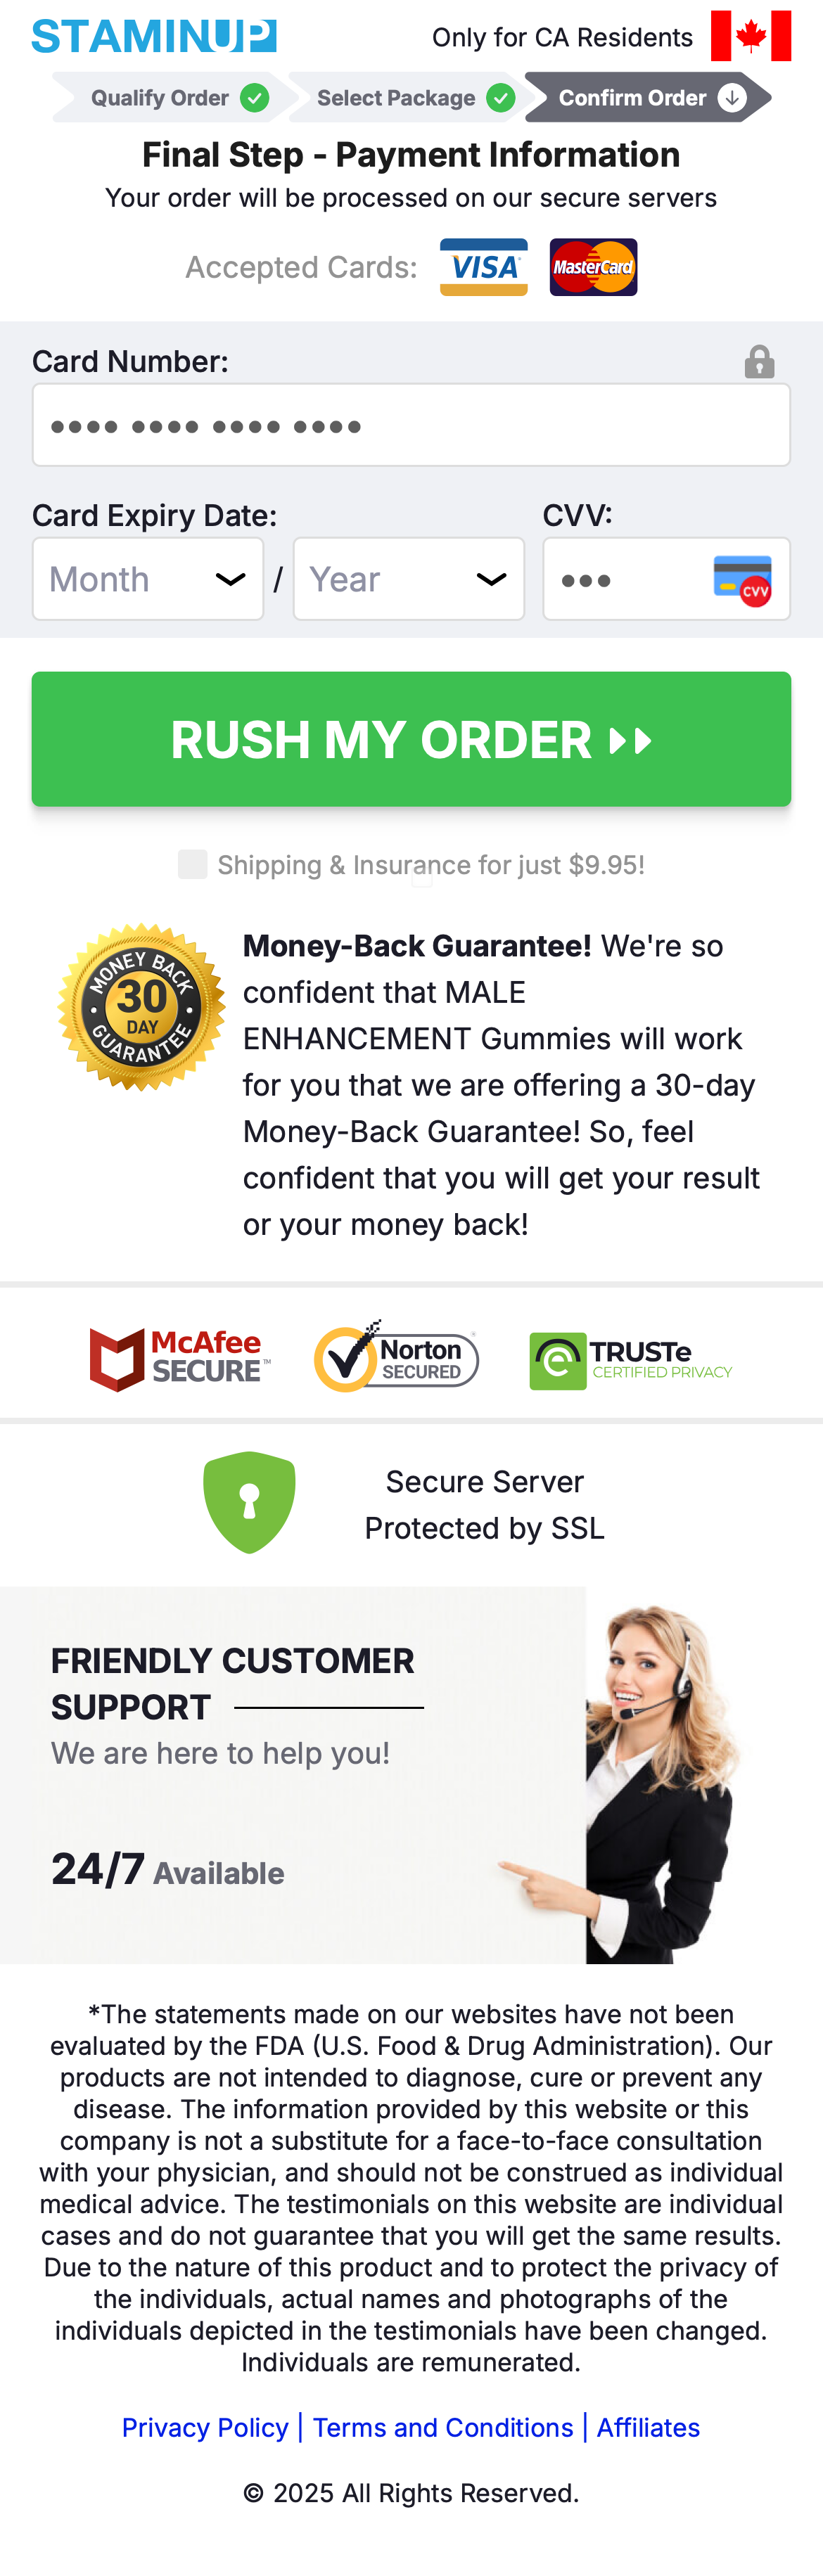 STAMINUP
Only for CA Residents
Qualify Order
Select Package
Confirm Order
Final Step - Payment Information
Your order will be processed on our secure servers
Accepted Cards:
VISA
MasterCard
Card Number:
•••• •••• •••• ••••
Card Expiry Date:
CVV:
Month
/
Year
•••
CVV
RUSH MY ORDER
Shipping & Insurance for just $9.95!
MONEY BACK
30
DAY
GUARANTEE
Money-Back Guarantee! We're so
confident that MALE
ENHANCEMENT Gummies will work
for you that we are offering a 30-day
Money-Back Guarantee! So, feel
confident that you will get your result
or your money back!
McAfee
SECURE™
Norton
SECURED
TRUSTe
CERTIFIED PRIVACY
Secure Server
Protected by SSL
FRIENDLY CUSTOMER
SUPPORT
We are here to help you!
24/7 Available
*The statements made on our websites have not been
evaluated by the FDA (U.S. Food & Drug Administration). Our
products are not intended to diagnose, cure or prevent any
disease. The information provided by this website or this
company is not a substitute for a face-to-face consultation
with your physician, and should not be construed as individual
medical advice. The testimonials on this website are individual
cases and do not guarantee that you will get the same results.
Due to the nature of this product and to protect the privacy of
the individuals, actual names and photographs of the
individuals depicted in the testimonials have been changed.
Individuals are remunerated.
Privacy Policy | Terms and Conditions | Affiliates
© 2025 All Rights Reserved.